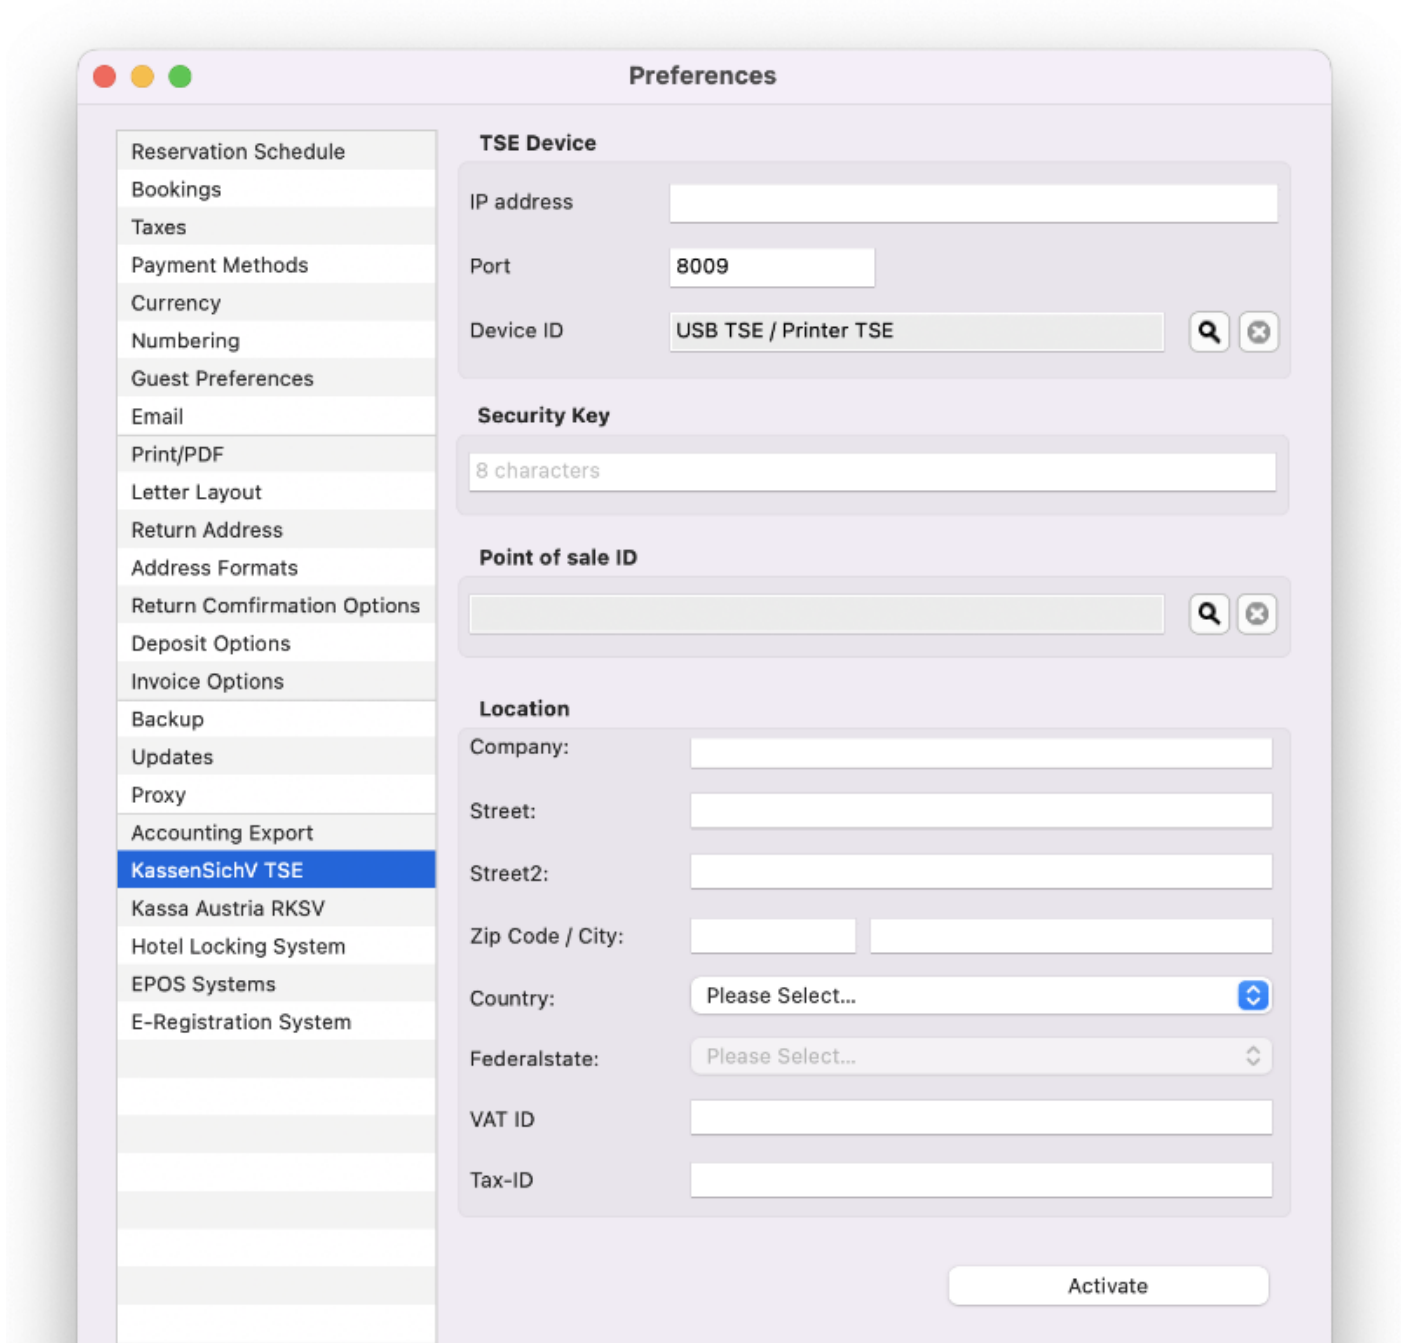 Preferences
Reservation Schedule
Bookings
Taxes
Payment Methods
Currency
Numbering
Guest Preferences
Email
Print/PDF
Letter Layout
Return Address
Address Formats
Return Comfirmation Options
Deposit Options
Invoice Options
Backup
Updates
Proxy
Accounting Export
KassenSichV TSE
Kassa Austria RKSV
Hotel Locking System
EPOS Systems
E-Registration System
TSE Device
IP address
Port 8009
Device ID USB TSE / Printer TSE
Security Key
8 characters
Point of sale ID
Location
Company:
Street:
Street2:
Zip Code / City:
Country: Please Select...
Federalstate: Please Select...
VAT ID
Tax-ID
Activate